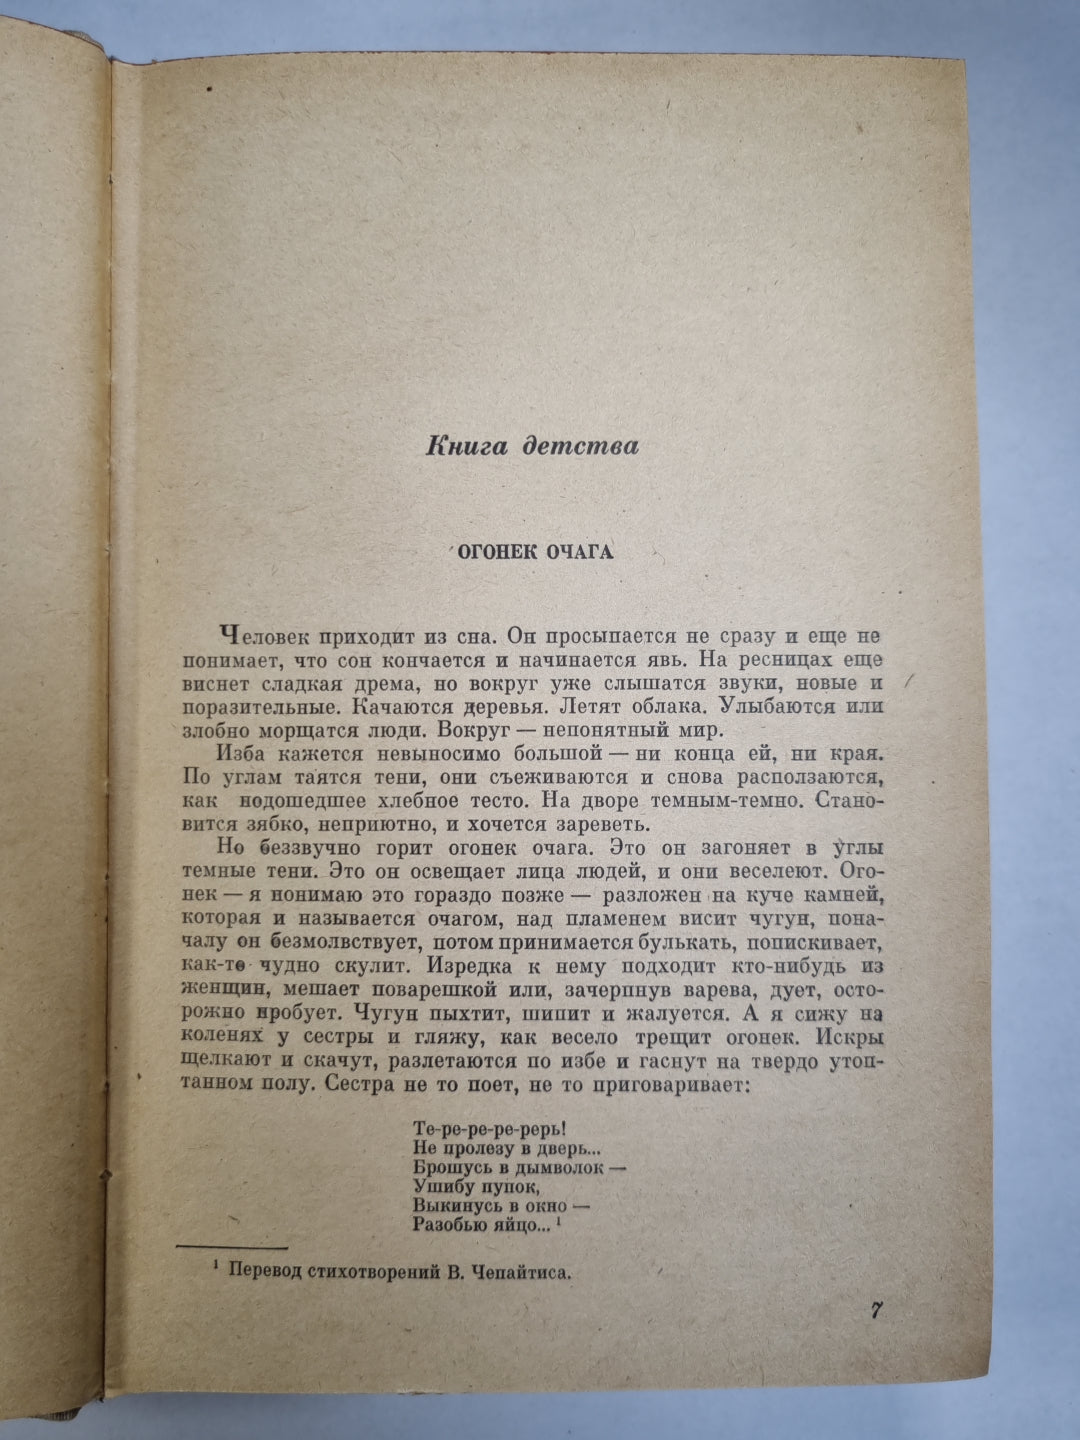 Книга детства
ОГОНЕК ОЧАГА
Человек приходит из сна. Он просыпается не сразу и еще не
понимает, что сон кончается и начинается явь. На ресницах еще
виснет сладкая дрема, но вокруг уже слышатся звуки, новые и
поразительные. Качаются деревья. Летят облака. Улыбаются или
злобно морщатся люди. Вокруг — непонятный мир.
Изба кажется невыносимо большой — ни конца ей, ни края.
По углам таятся тени, они съеживаются и снова расползаются,
как подошедшее хлебное тесто. На дворе темным-темно. Стано-
вится зябко, неприютно, и хочется зареветь.
Но беззвучно горит огонек очага. Это он загоняет в углы
темные тени. Это он освещает лица людей, и они веселеют. Ого-
нек — я понимаю это гораздо позже — разложен на куче камней,
которая и называется очагом, над пламенем висит чугун, пона-
чалу он безмолвствует, потом принимается булькать, попискивает,
как-то чудно скулит. Изредка к нему подходит кто-нибудь из
женщин, мешает поварешкой или, зачерпнув варева, дует, осто-
рожно пробует. Чугун пыхтит, шипит и жалуется. А я сижу на
коленях у сестры и гляжу, как весело трещит огонек. Искры
щелкают и скачут, разлетаются по избе и гаснут на твердо утоп-
танном полу. Сестра не то поет, не то приговаривает:
Те-ре-ре-ре-рерь!
Не пролезу в дверь...
Брошусь в дымволок —
Ушибу пупок,
Выкинусь в окно —
Разобью яйцо... ¹
¹ Перевод стихотворений В. Чепайтиса.
7